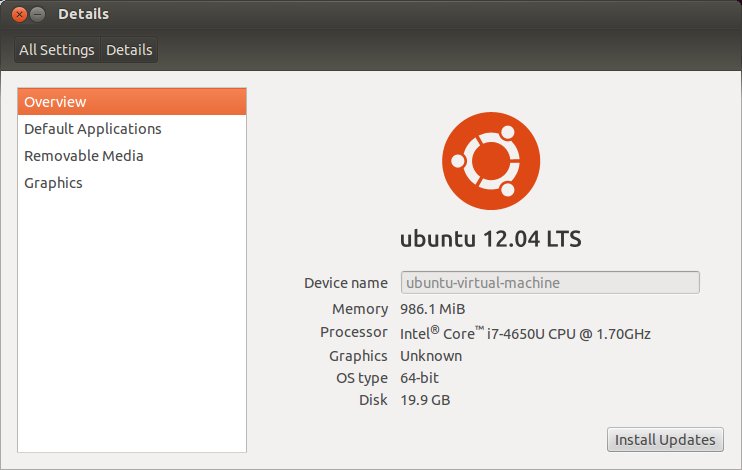 Details
All Settings Details
Overview
Default Applications
Removable Media
Graphics
ubuntu 12.04 LTS
Device name ubuntu-virtual-machine
Memory 986.1 MiB
Processor Intel® Core™ i7-4650U CPU @ 1.70GHz
Graphics Unknown
OS type 64-bit
Disk 19.9 GB
Install Updates